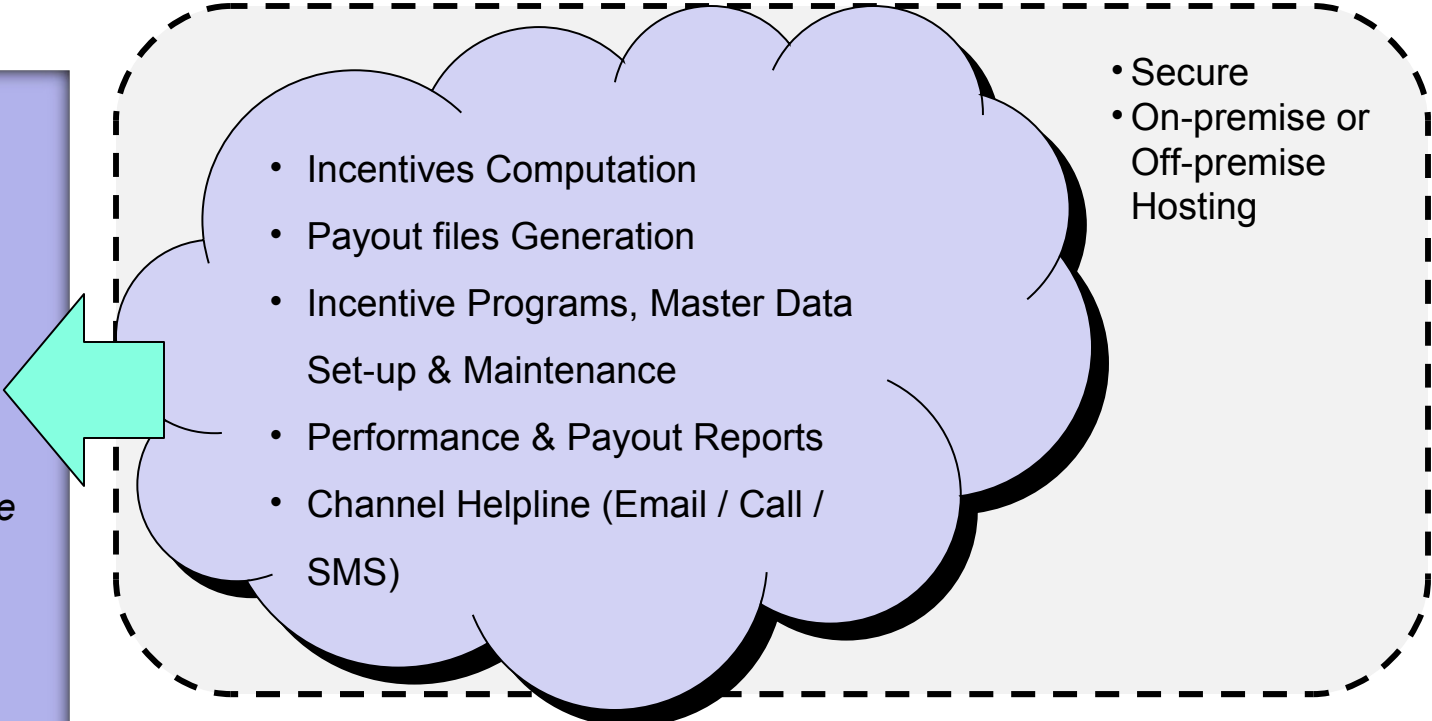 • Secure
• On-premise or
Off-premise
Hosting
• Incentives Computation
• Payout files Generation
• Incentive Programs, Master Data
Set-up & Maintenance
• Performance & Payout Reports
• Channel Helpline (Email / Call /
SMS)
e